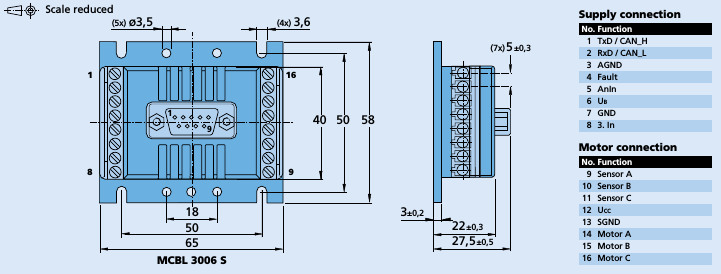 Scale reduced
(5x) ø3,5
(4x) 3,6
(7x) 5 ±0,3
1
16
1
9
8
9
40
50
58
18
50
65
3±0,2
22±0,3
27,5±0,5
MCBL 3006 S
Supply connection
No. Function
1 TxD / CAN_H
2 RxD / CAN_L
3 AGND
4 Fault
5 AnIn
6 UB
7 GND
8 3. In
Motor connection
No. Function
9 Sensor A
10 Sensor B
11 Sensor C
12 UCC
13 SGND
14 Motor A
15 Motor B
16 Motor C